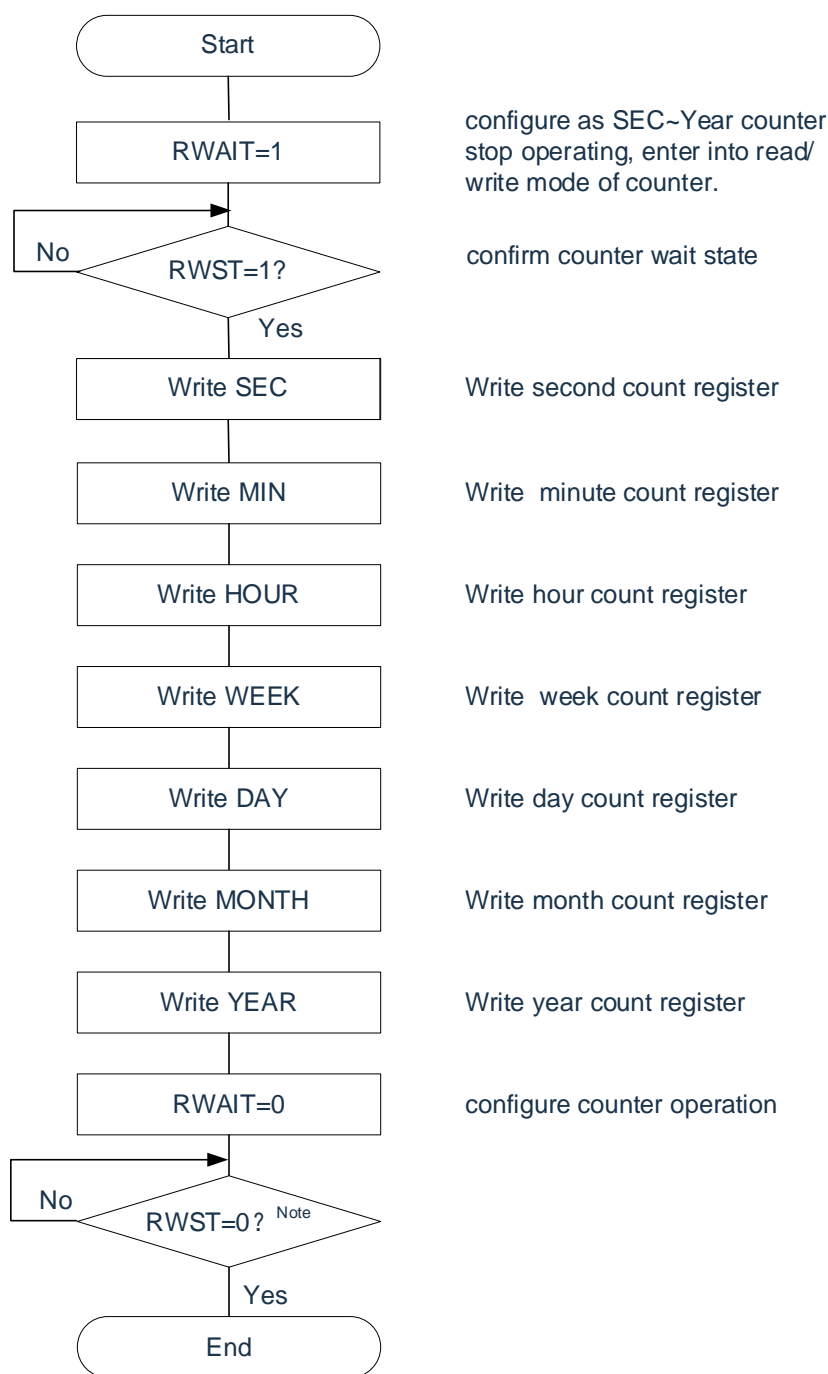 Start
RWAIT=1
configure as SEC~Year counter
stop operating, enter into read/
write mode of counter.
No
RWST=1?
confirm counter wait state
Yes
Write SEC
Write second count register
Write MIN
Write  minute count register
Write HOUR
Write hour count register
Write WEEK
Write  week count register
Write DAY
Write day count register
Write MONTH
Write month count register
Write YEAR
Write year count register
RWAIT=0
configure counter operation
No
RWST=0? Note
Yes
End